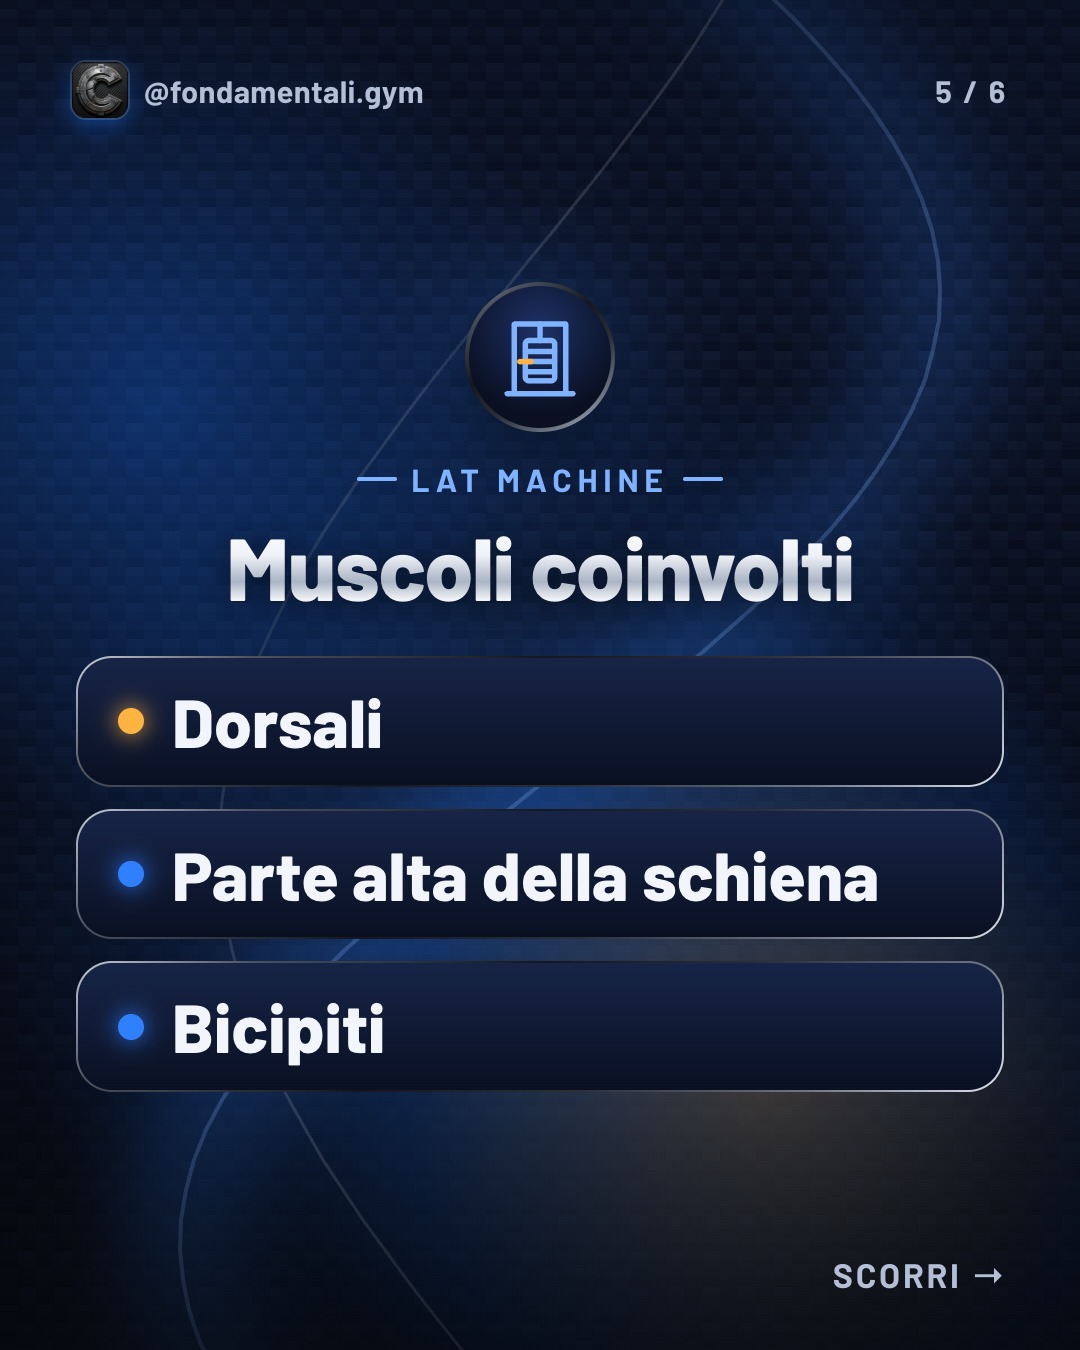 @fondamentali.gym
5 / 6
LAT MACHINE
Muscoli coinvolti
Dorsali
Parte alta della schiena
Bicipiti
SCORRI →